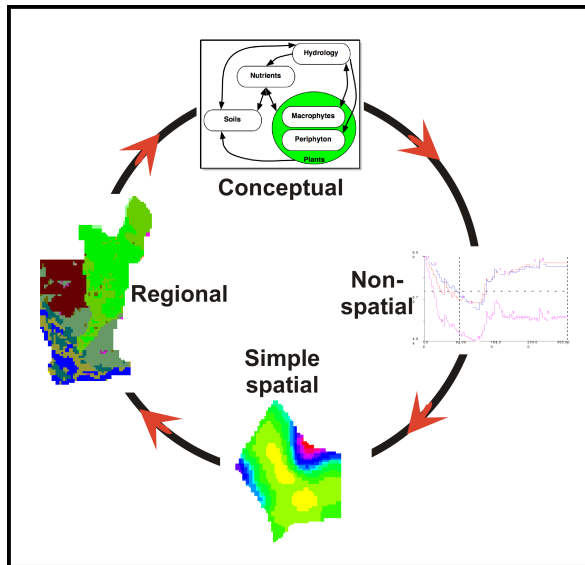 Hydrology
Nutrients
Soils
Macrophytes
Periphyton
Plants
Conceptual
Regional
Non-
spatial
Simple
spatial